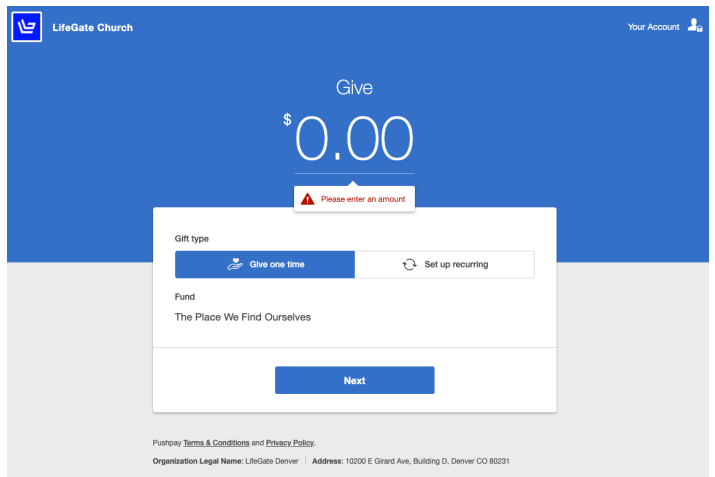 LifeGate Church
Your Account
Give
$0.00
Please enter an amount
Gift type
Give one time
Set up recurring
Fund
The Place We Find Ourselves
Next
Pushpay Terms & Conditions and Privacy Policy.
Organization Legal Name: LifeGate Denver | Address: 10200 E Girard Ave, Building D, Denver CO 80231